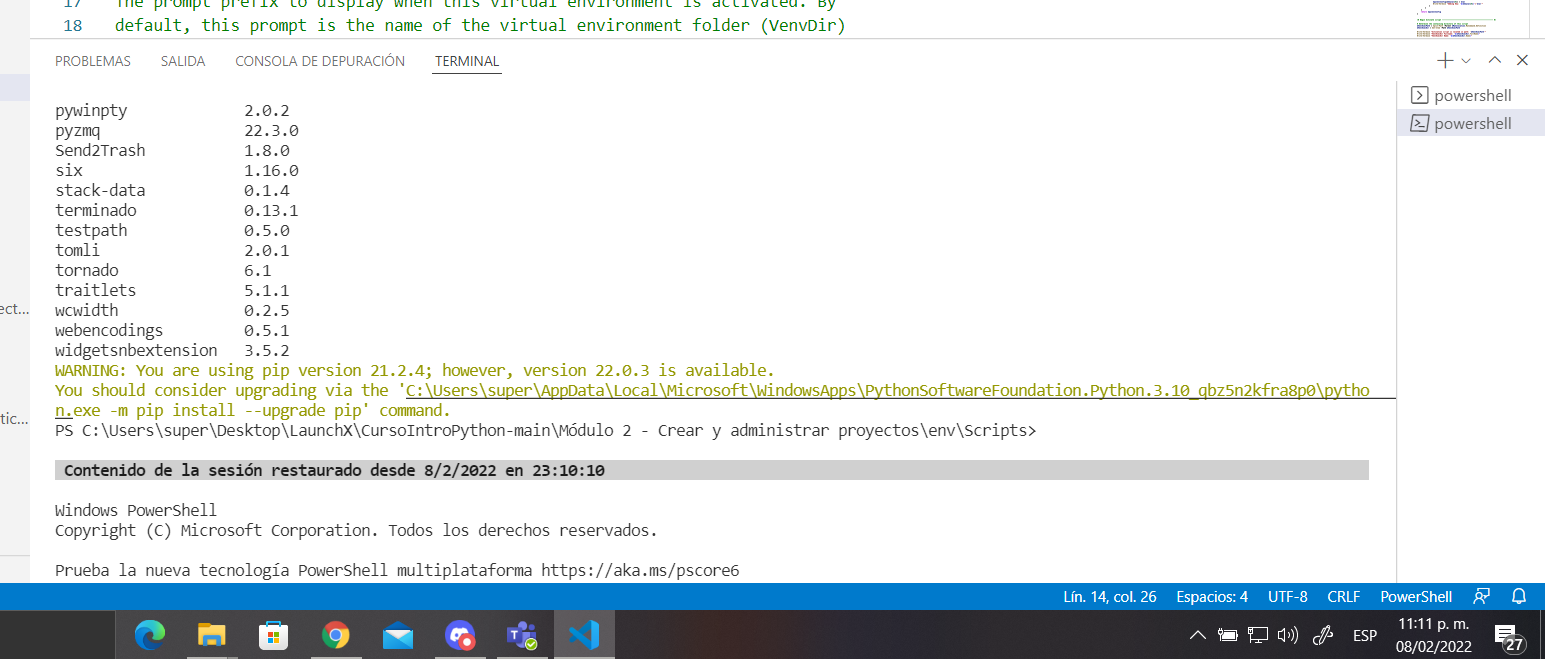 17 The prompt prefix to display when this virtual environment is activated. By
18 default, this prompt is the name of the virtual environment folder (VenvDir)
PROBLEMAS SALIDA CONSOLA DE DEPURACIÓN TERMINAL
powershell
powershell
pywinpty 2.0.2
pyzmq 22.3.0
Send2Trash 1.8.0
six 1.16.0
stack-data 0.1.4
terminado 0.13.1
testpath 0.5.0
tomli 2.0.1
tornado 6.1
traitlets 5.1.1
wcwidth 0.2.5
webencodings 0.5.1
widgetsnbextension 3.5.2
WARNING: You are using pip version 21.2.4; however, version 22.0.3 is available.
You should consider upgrading via the 'C:\Users\super\AppData\Local\Microsoft\WindowsApps\PythonSoftwareFoundation.Python.3.10_qbz5n2kfra8p0\pytho
n.exe -m pip install --upgrade pip' command.
PS C:\Users\super\Desktop\LaunchX\CursoIntroPython-main\Módulo 2 - Crear y administrar proyectos\env\Scripts>
Contenido de la sesión restaurado desde 8/2/2022 en 23:10:10
Windows PowerShell
Copyright (C) Microsoft Corporation. Todos los derechos reservados.
Prueba la nueva tecnología PowerShell multiplataforma https://aka.ms/pscore6
ect...
tic...
Lín. 14, col. 26 Espacios: 4 UTF-8 CRLF PowerShell
ESP
11:11 p. m.
08/02/2022
27